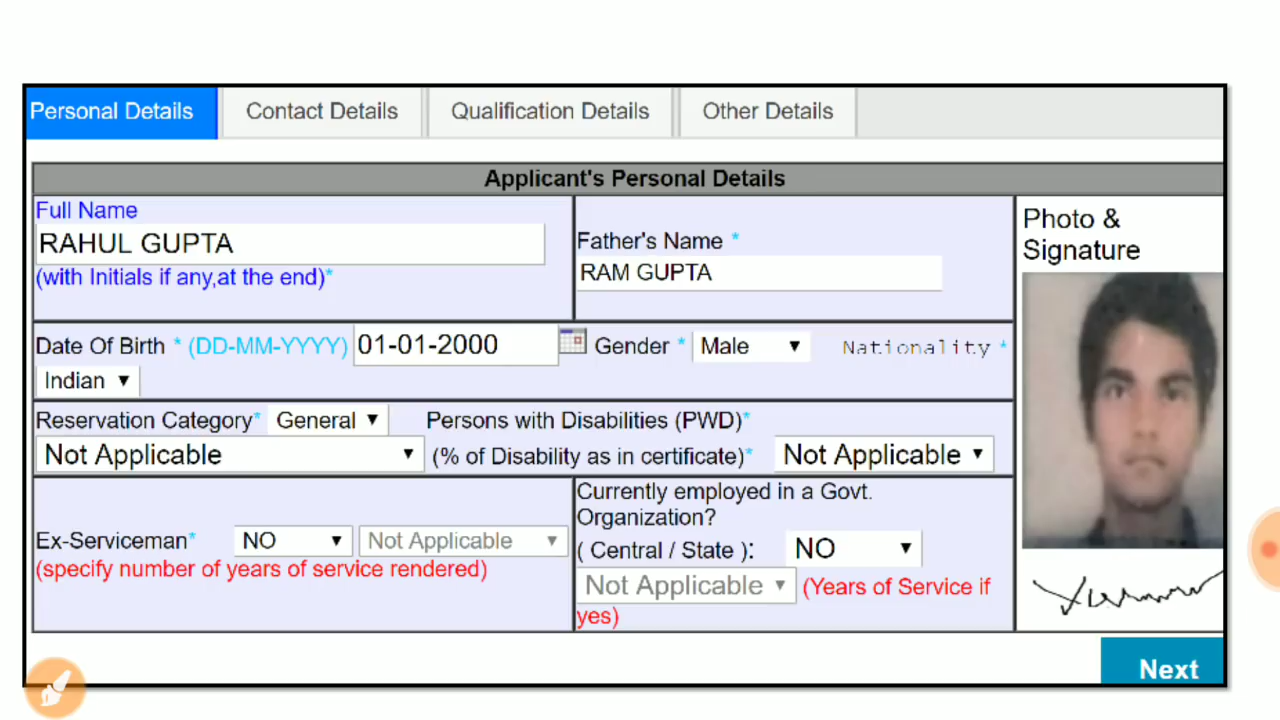 Personal Details Contact Details Qualification Details Other Details
Applicant's Personal Details
Full Name
RAHUL GUPTA
(with Initials if any,at the end)*
Father's Name *
RAM GUPTA
Photo &
Signature
Date Of Birth * (DD-MM-YYYY) 01-01-2000 Gender * Male Nationality *
Indian
Reservation Category* General Persons with Disabilities (PWD)*
Not Applicable (% of Disability as in certificate)* Not Applicable
Ex-Serviceman* NO Not Applicable
(specify number of years of service rendered)
Currently employed in a Govt.
Organization?
( Central / State ): NO
Not Applicable (Years of Service if
yes)
Next